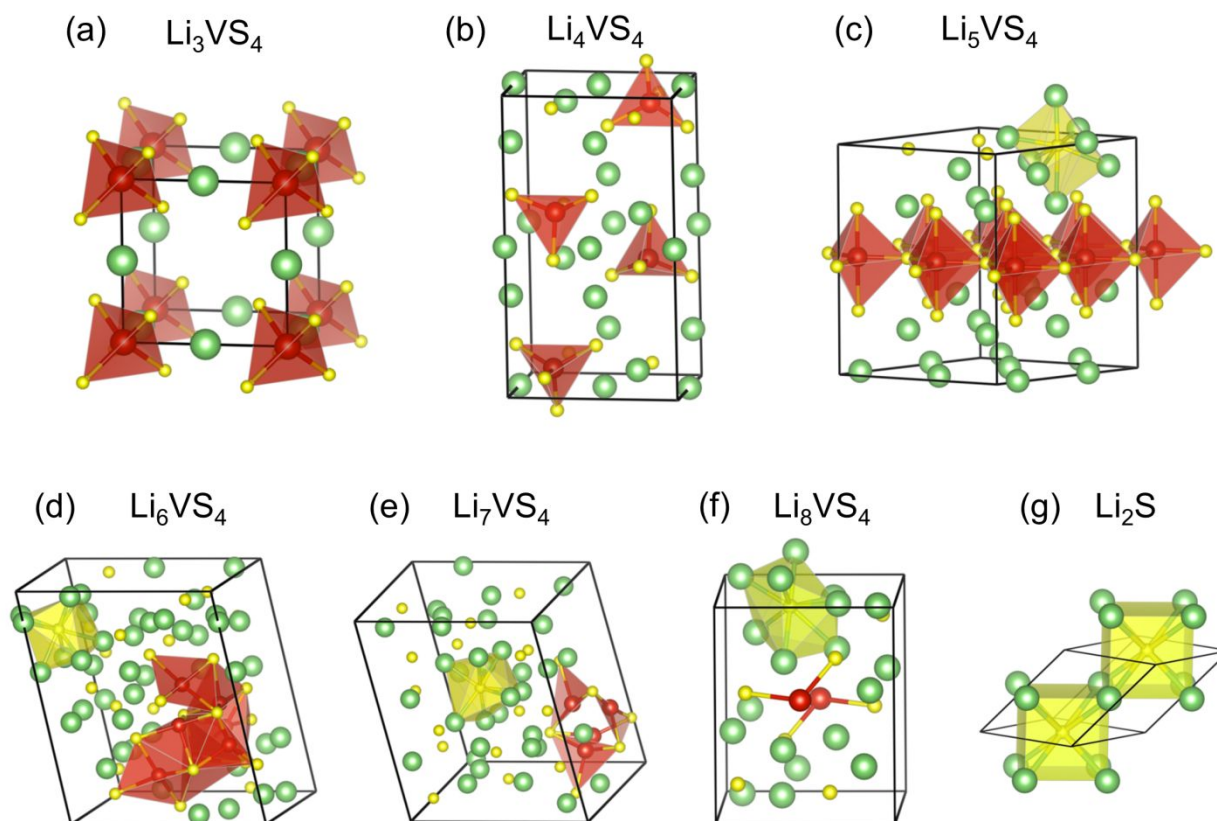 (a) Li₃VS₄
(b) Li₄VS₄
(c) Li₅VS₄
(d) Li₆VS₄
(e) Li₇VS₄
(f) Li₈VS₄
(g) Li₂S